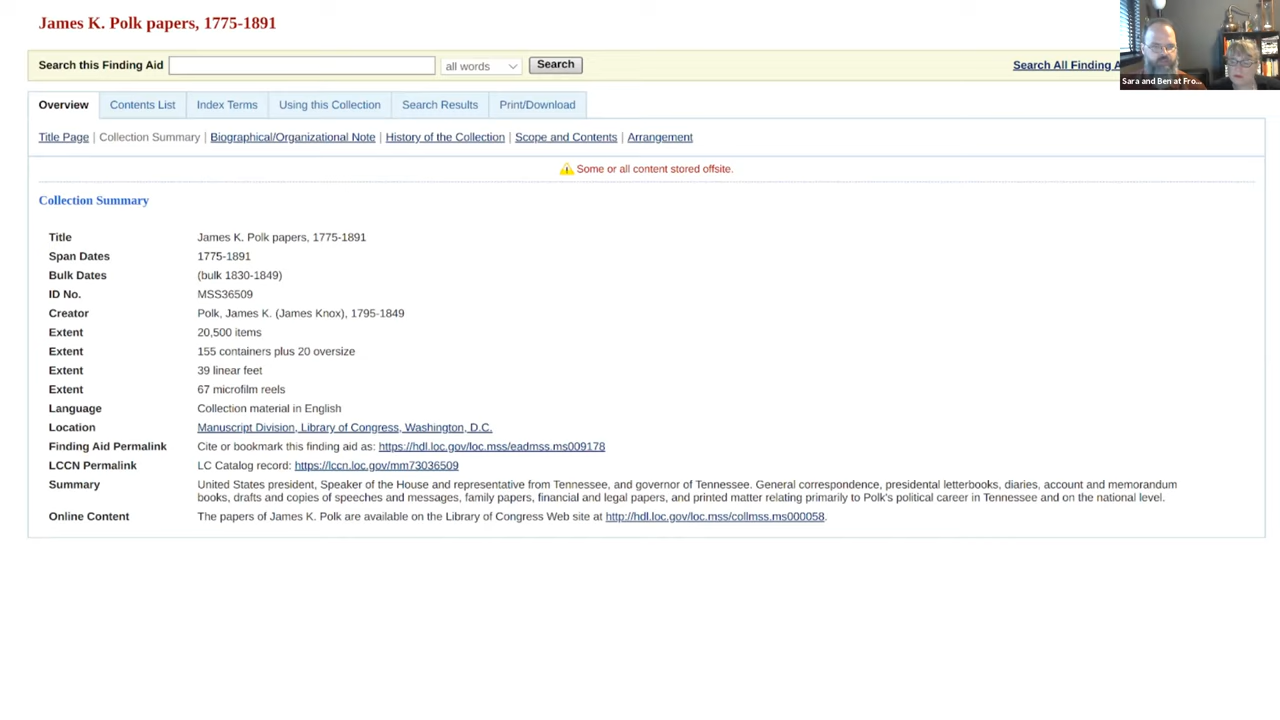 James K. Polk papers, 1775-1891
Search this Finding Aid all words Search Search All Finding A
Sara and Ben at Fro...
Overview Contents List Index Terms Using this Collection Search Results Print/Download
Title Page | Collection Summary | Biographical/Organizational Note | History of the Collection | Scope and Contents | Arrangement
Some or all content stored offsite.
Collection Summary
Title James K. Polk papers, 1775-1891
Span Dates 1775-1891
Bulk Dates (bulk 1830-1849)
ID No. MSS36509
Creator Polk, James K. (James Knox), 1795-1849
Extent 20,500 items
Extent 155 containers plus 20 oversize
Extent 39 linear feet
Extent 67 microfilm reels
Language Collection material in English
Location Manuscript Division, Library of Congress, Washington, D.C.
Finding Aid Permalink Cite or bookmark this finding aid as: https://hdl.loc.gov/loc.mss/eadmss.ms009178
LCCN Permalink LC Catalog record: https://lccn.loc.gov/mm73036509
Summary United States president, Speaker of the House and representative from Tennessee, and governor of Tennessee. General correspondence, presidental letterbooks, diaries, account and memorandum
books, drafts and copies of speeches and messages, family papers, financial and legal papers, and printed matter relating primarily to Polk's political career in Tennessee and on the national level.
Online Content The papers of James K. Polk are available on the Library of Congress Web site at http://hdl.loc.gov/loc.mss/collmss.ms000058.